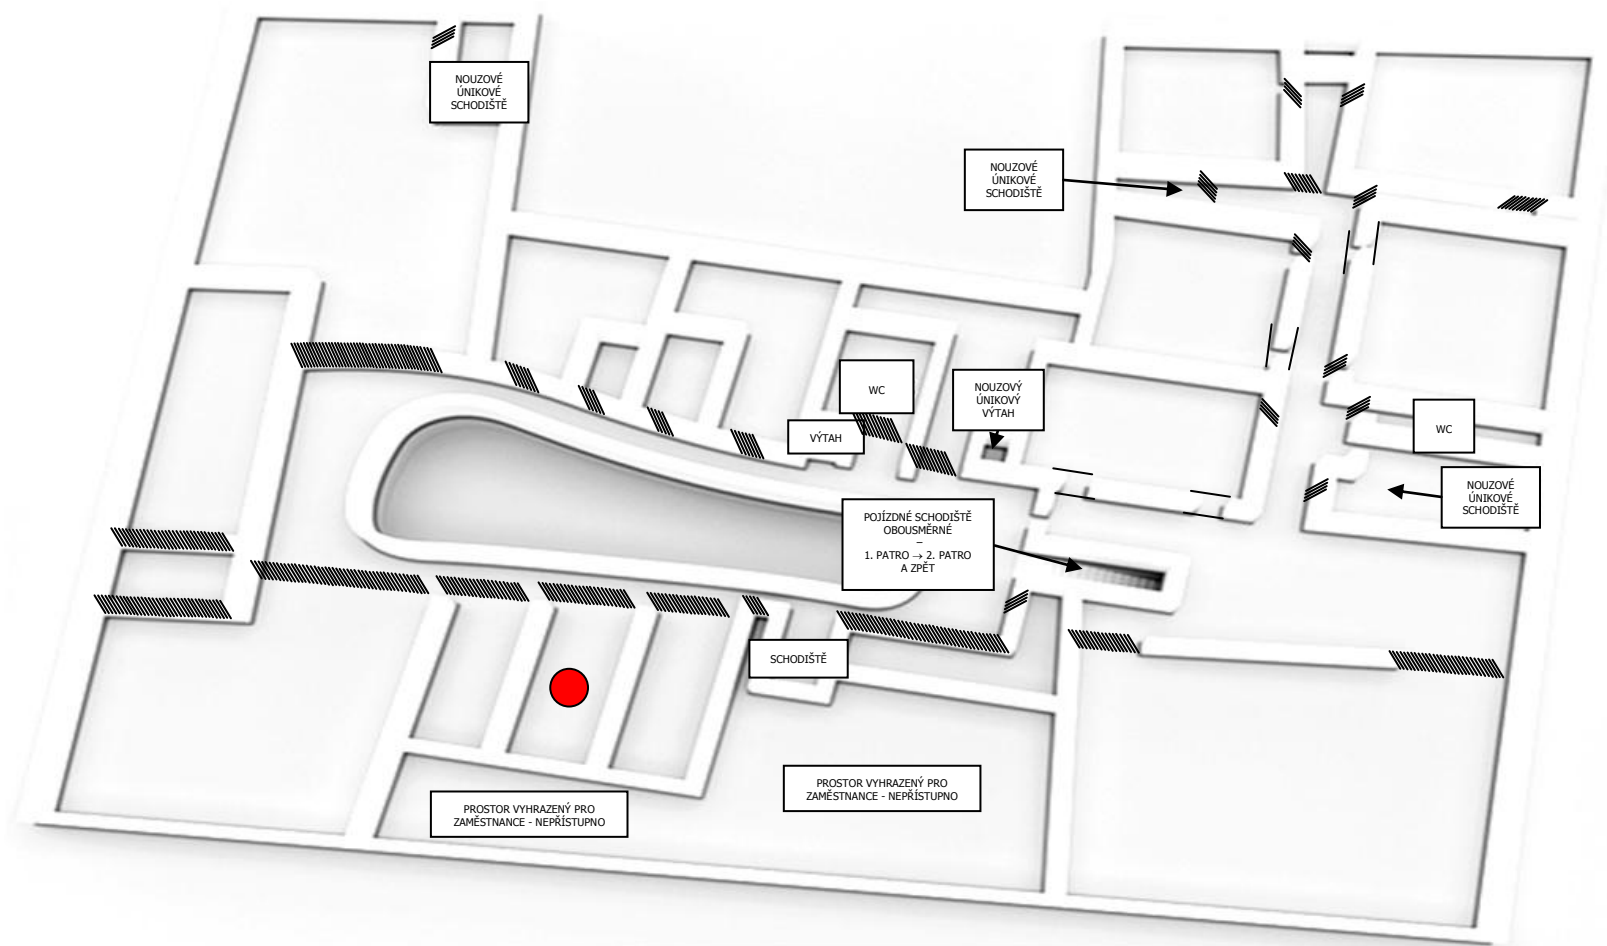 NOUZOVÉ
ÚNIKOVÉ
SCHODIŠTĚ
NOUZOVÉ
ÚNIKOVÉ
SCHODIŠTĚ
WC
NOUZOVÝ
ÚNIKOVÝ
VÝTAH
VÝTAH
WC
NOUZOVÉ
ÚNIKOVÉ
SCHODIŠTĚ
POJÍZDNÉ SCHODIŠTĚ
OBOUSMĚRNÉ
–
1. PATRO → 2. PATRO
A ZPĚT
SCHODIŠTĚ
PROSTOR VYHRAZENÝ PRO
ZAMĚSTNANCE - NEPŘÍSTUPNO
PROSTOR VYHRAZENÝ PRO
ZAMĚSTNANCE - NEPŘÍSTUPNO